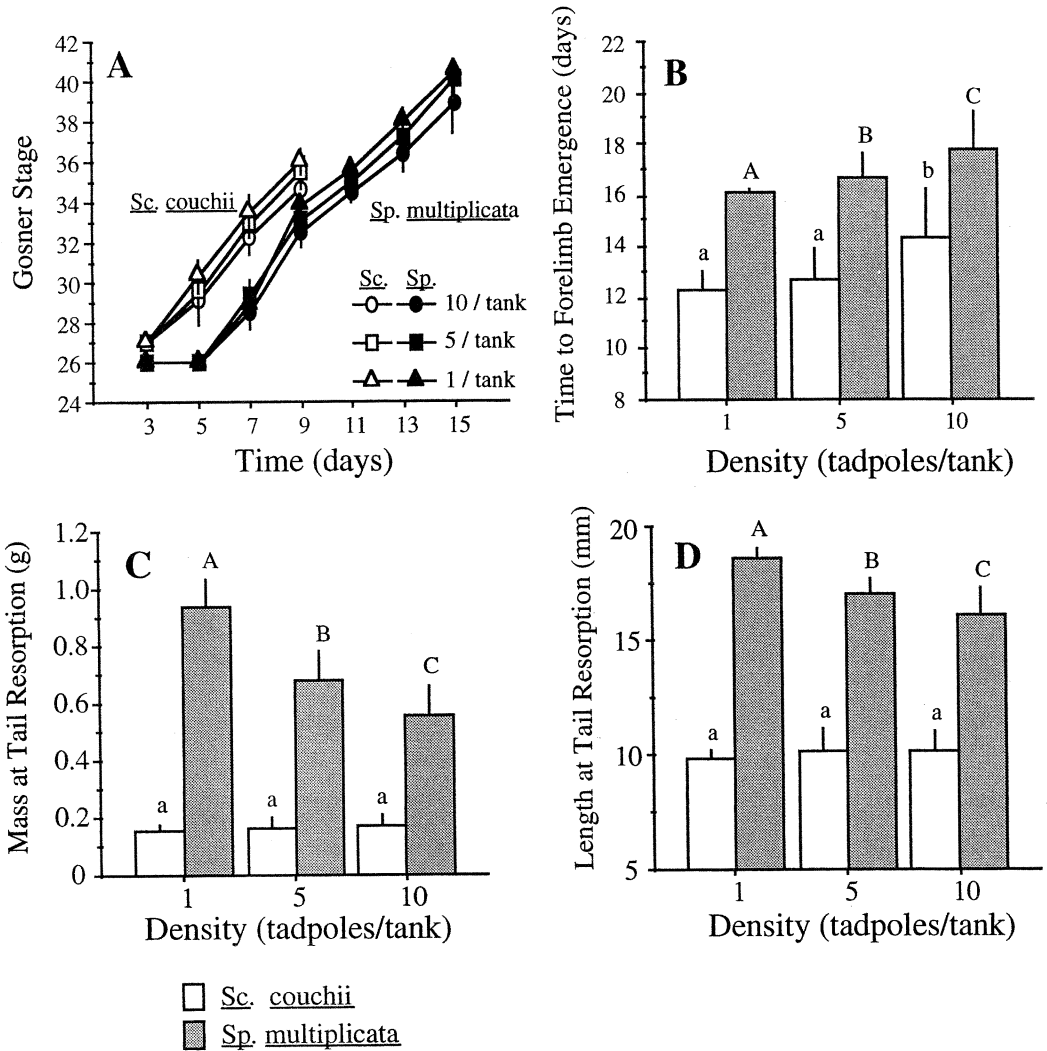 A
Gosner Stage
42
40
38
36
34
32
30
28
26
24
Sc. couchii
Sp. multiplicata
Sc. Sp.
10 / tank
5 / tank
1 / tank
3 5 7 9 11 13 15
Time (days)
B
Time to Forelimb Emergence (days)
22
20
18
16
14
12
10
8
a A a B b C
1 5 10
Density (tadpoles/tank)
C
Mass at Tail Resorption (g)
1.2
1.0
0.8
0.6
0.4
0.2
0
a A a B a C
1 5 10
Density (tadpoles/tank)
D
Length at Tail Resorption (mm)
20
15
10
5
a A a B a C
1 5 10
Density (tadpoles/tank)
Sc. couchii
Sp. multiplicata